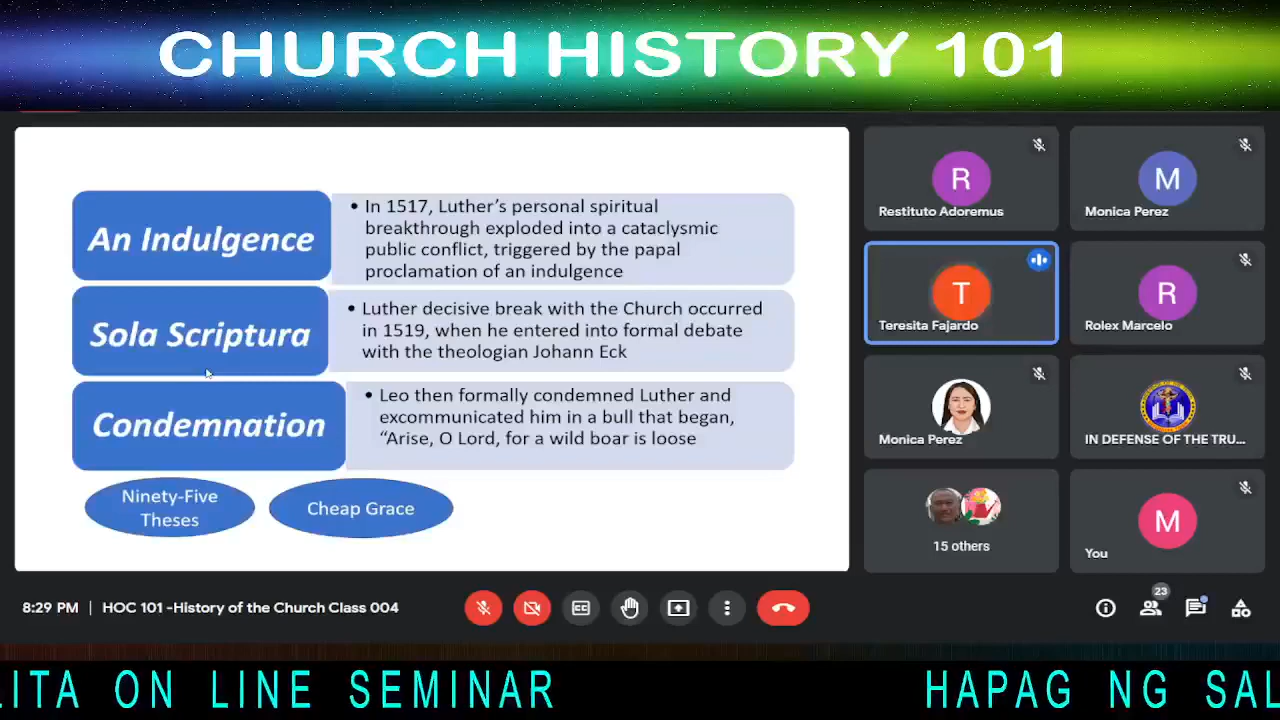 CHURCH HISTORY 101
An Indulgence
• In 1517, Luther's personal spiritual
breakthrough exploded into a cataclysmic
public conflict, triggered by the papal
proclamation of an indulgence
Sola Scriptura
• Luther decisive break with the Church occurred
in 1519, when he entered into formal debate
with the theologian Johann Eck
Condemnation
• Leo then formally condemned Luther and
excommunicated him in a bull that began,
“Arise, O Lord, for a wild boar is loose
Ninety-Five
Theses
Cheap Grace
R
Restituto Adoremus
M
Monica Perez
T
Teresita Fajardo
R
Rolex Marcelo
Monica Perez
IN DEFENSE OF THE TRU...
15 others
M
You
8:29 PM | HOC 101 -History of the Church Class 004
CC
23
LITA ON LINE SEMINAR HAPAG NG SAL